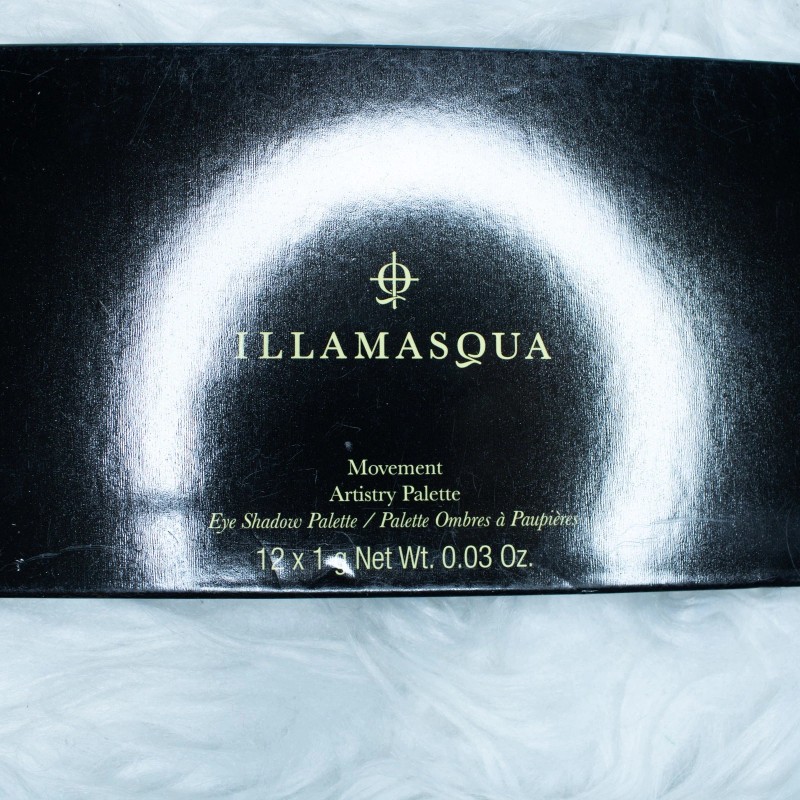 ILLAMASQUA
Movement
Artistry Palette
Eye Shadow Palette / Palette Ombres à Paupières
12 x 1 g Net Wt. 0.03 Oz.